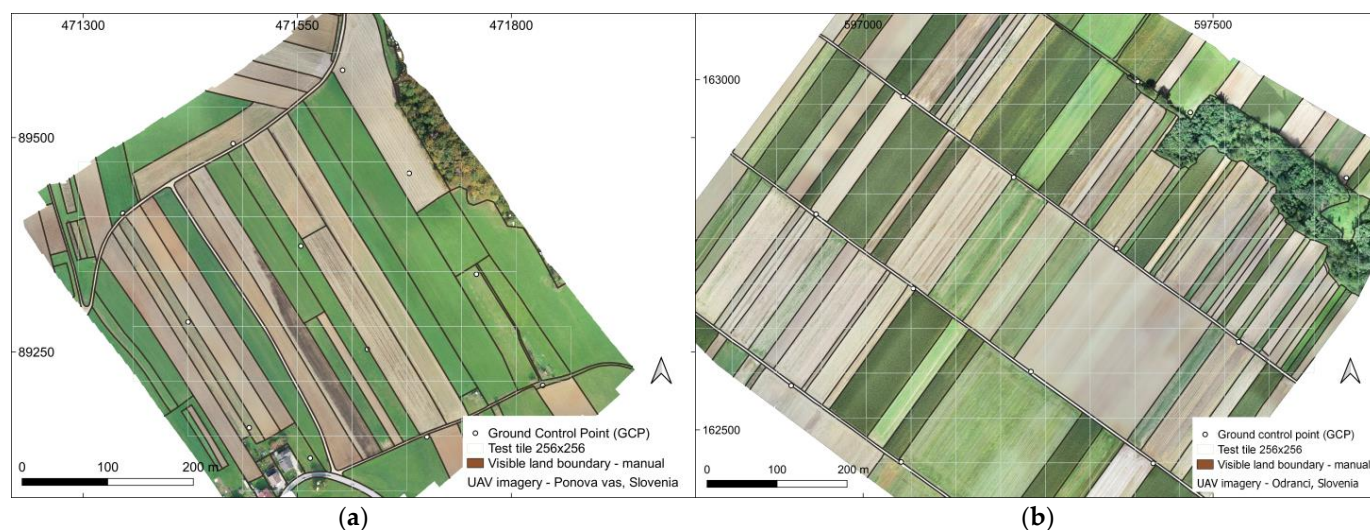 471300 471550 471800
89500
89250
Ground Control Point (GCP)
Test tile 256x256
Visible land boundary - manual
UAV imagery - Ponova vas, Slovenia
0 100 200 m
(a)
597000 597500
163000
162500
Ground control point (GCP)
Test tile 256x256
Visible land boundary - manual
UAV imagery - Odranci, Slovenia
0 100 200 m
(b)